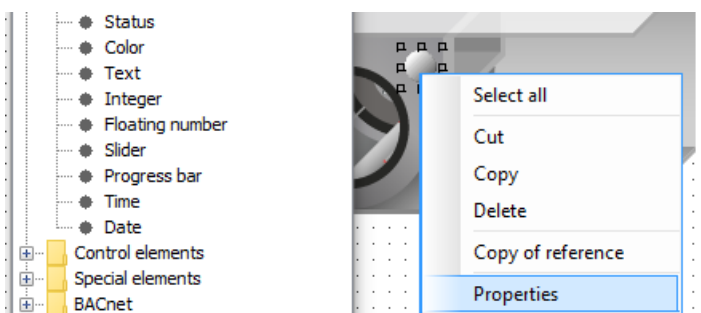 Status
Color
Text
Integer
Floating number
Slider
Progress bar
Time
Date
Control elements
Special elements
BACnet
Select all
Cut
Copy
Delete
Copy of reference
Properties